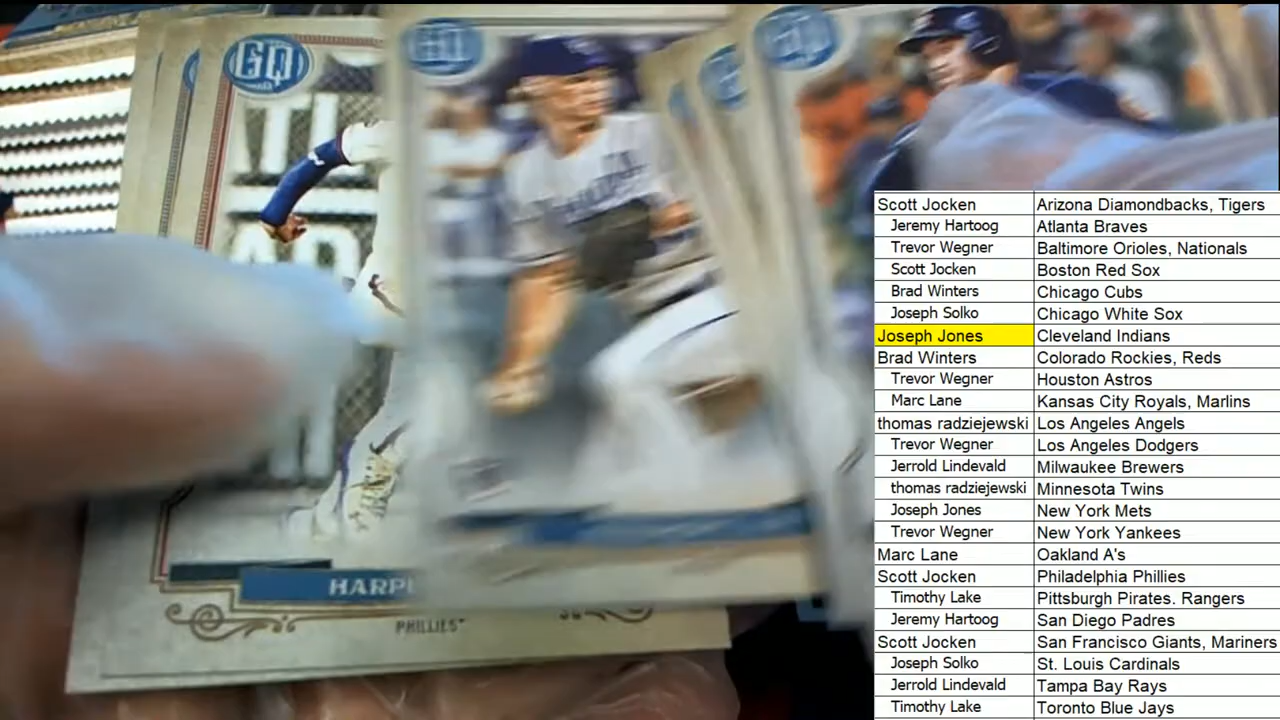 GQ
GQ
GQ
HARP
PHILLIES
Scott Jocken Arizona Diamondbacks, Tigers
Jeremy Hartoog Atlanta Braves
Trevor Wegner Baltimore Orioles, Nationals
Scott Jocken Boston Red Sox
Brad Winters Chicago Cubs
Joseph Solko Chicago White Sox
Joseph Jones Cleveland Indians
Brad Winters Colorado Rockies, Reds
Trevor Wegner Houston Astros
Marc Lane Kansas City Royals, Marlins
thomas radziejewski Los Angeles Angels
Trevor Wegner Los Angeles Dodgers
Jerrold Lindevald Milwaukee Brewers
thomas radziejewski Minnesota Twins
Joseph Jones New York Mets
Trevor Wegner New York Yankees
Marc Lane Oakland A's
Scott Jocken Philadelphia Phillies
Timothy Lake Pittsburgh Pirates. Rangers
Jeremy Hartoog San Diego Padres
Scott Jocken San Francisco Giants, Mariners
Joseph Solko St. Louis Cardinals
Jerrold Lindevald Tampa Bay Rays
Timothy Lake Toronto Blue Jays